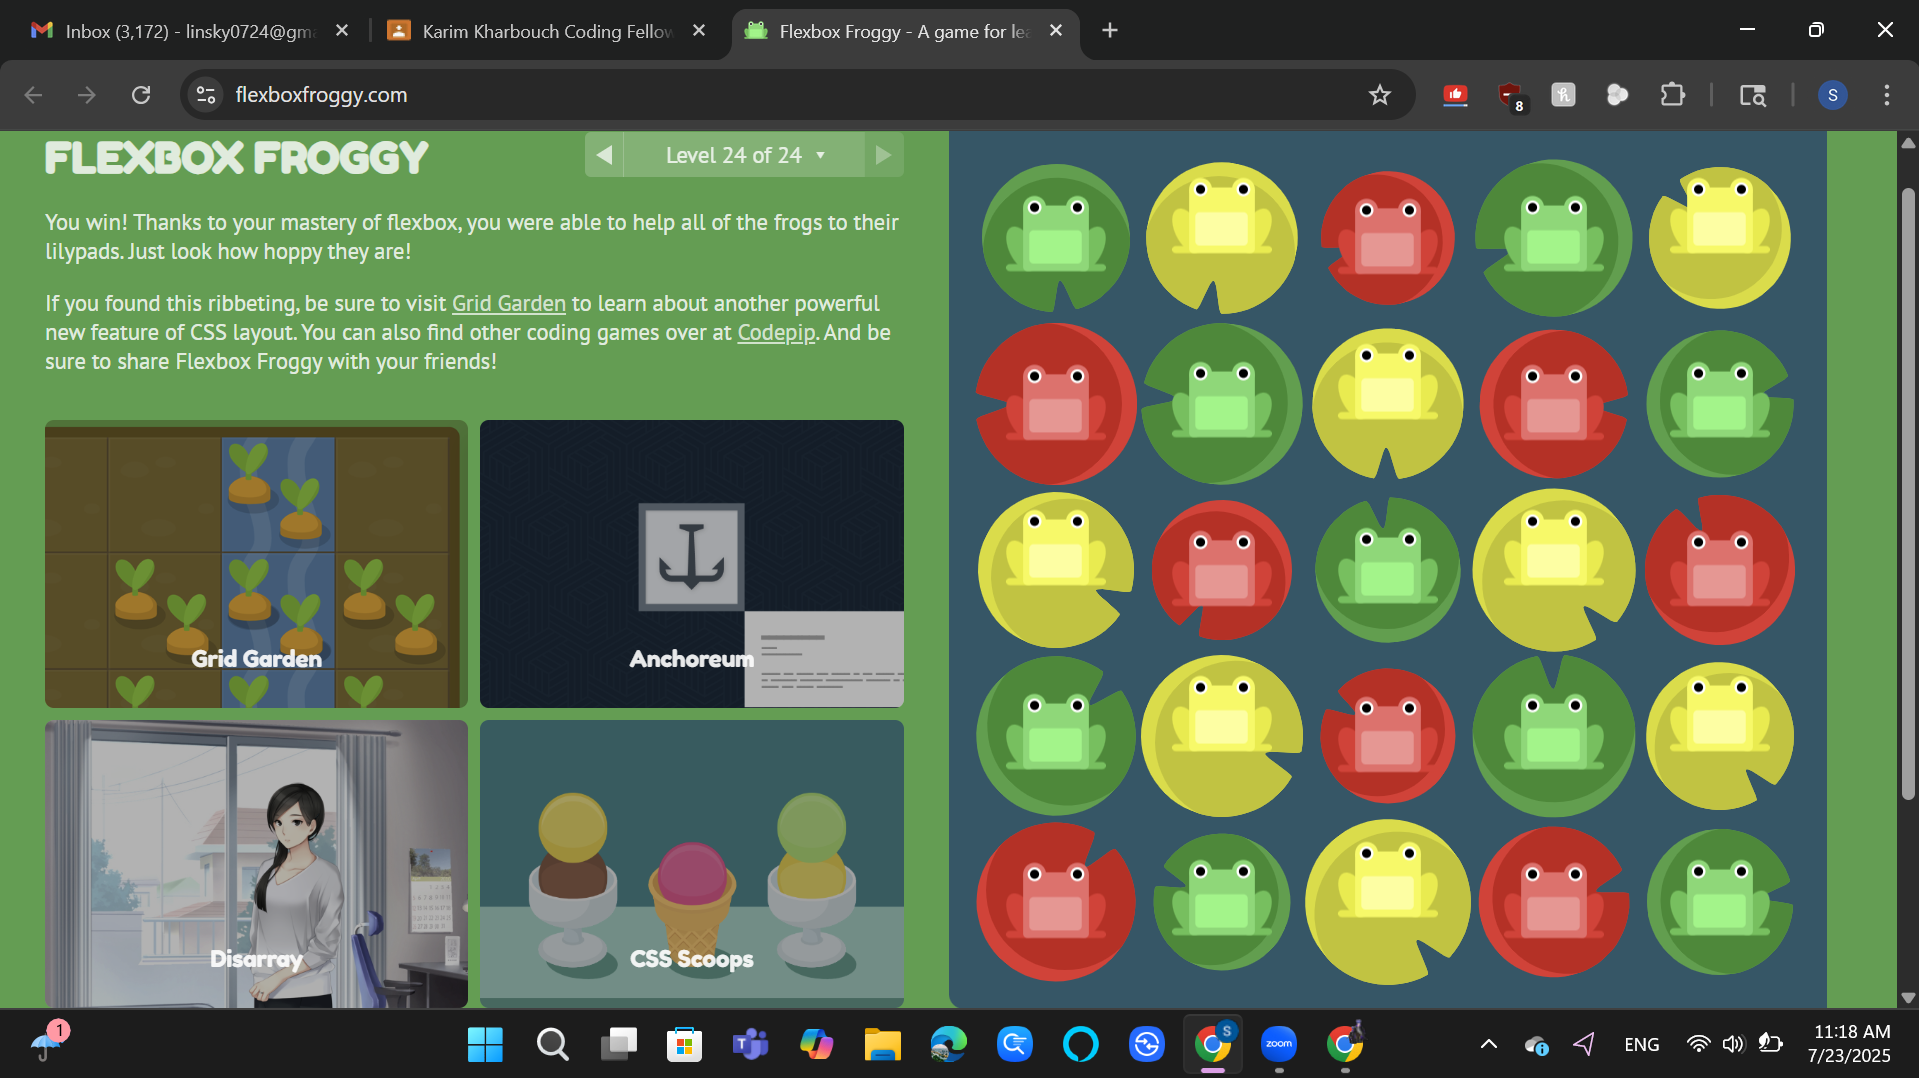 Inbox (3,172) - linsky0724@gm
Karim Kharbouch Coding Fellow
Flexbox Froggy - A game for lea
flexboxfroggy.com
8
h
S
FLEXBOX FROGGY
Level 24 of 24
You win! Thanks to your mastery of flexbox, you were able to help all of the frogs to their
lilypads. Just look how hoppy they are!
If you found this ribbeting, be sure to visit Grid Garden to learn about another powerful
new feature of CSS layout. You can also find other coding games over at Codepip. And be
sure to share Flexbox Froggy with your friends!
Grid Garden
Anchoreum
Disarray
CSS Scoops
1
T
S
zoom
ENG
11:18 AM
7/23/2025